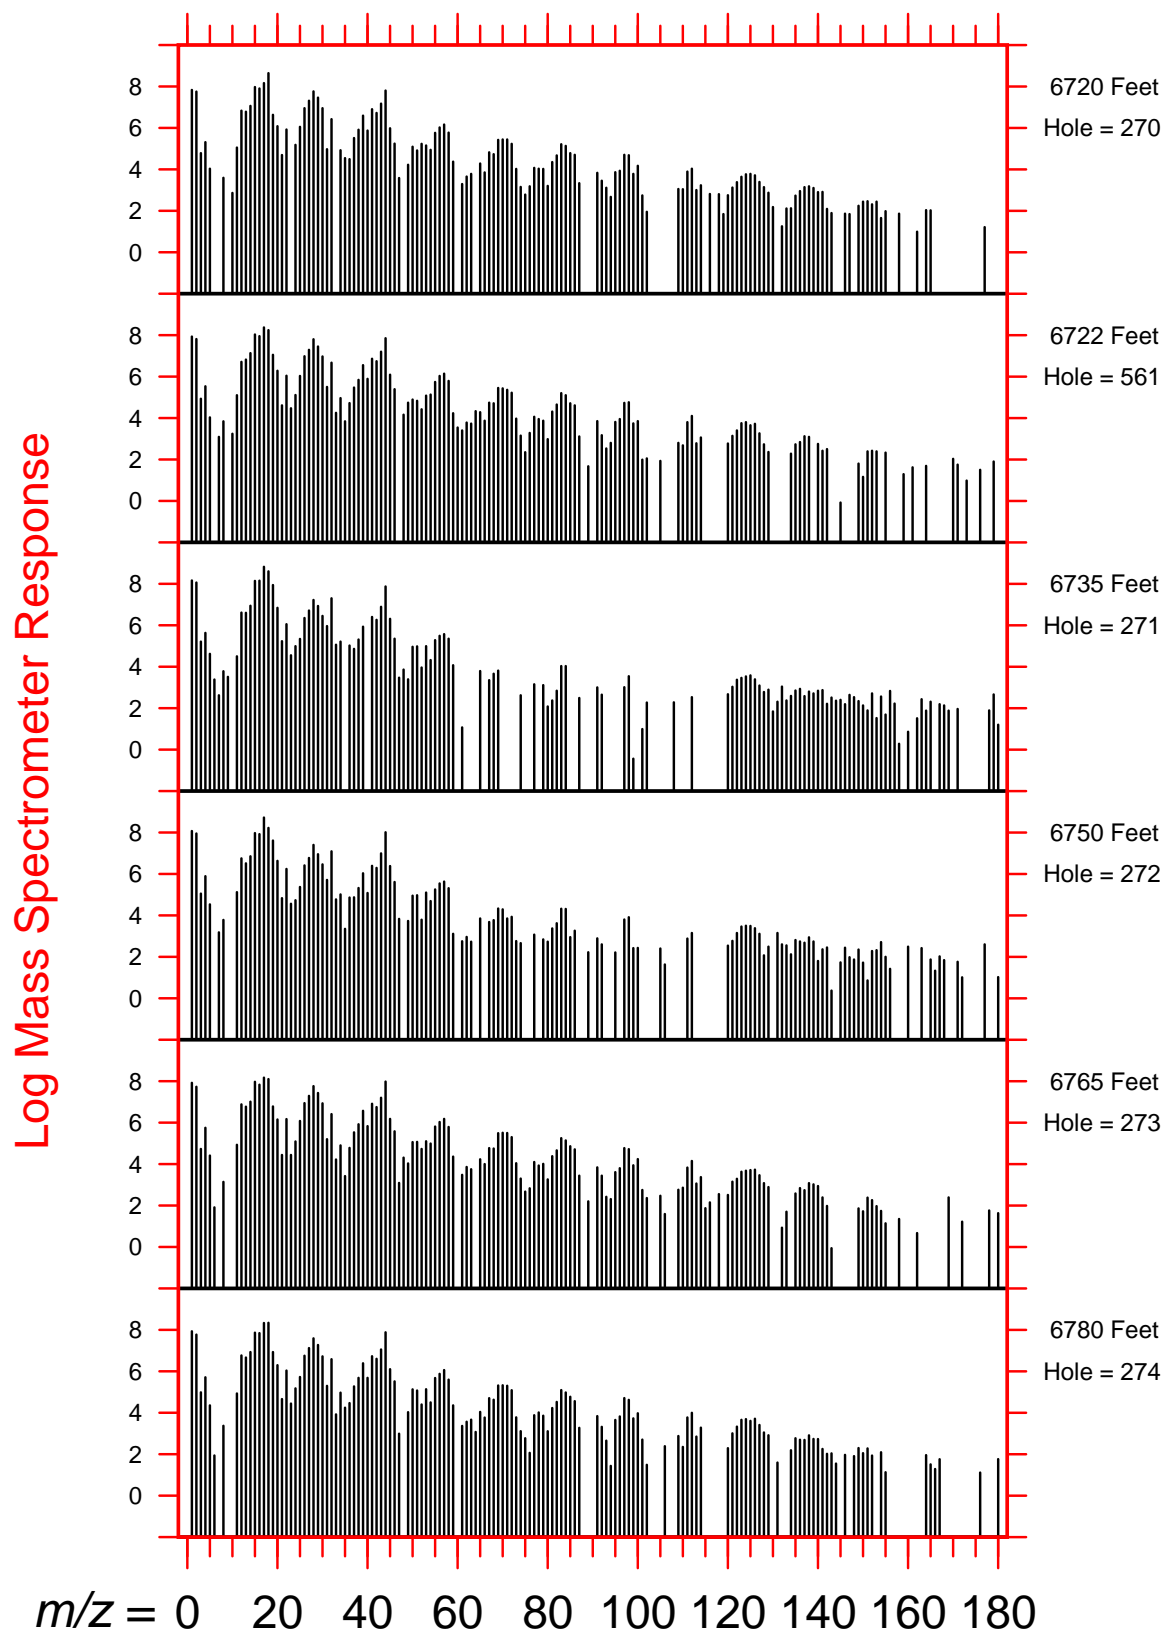 Log Mass Spectrometer Response
8
6
4
2
0
6720 Feet
Hole = 270
8
6
4
2
0
6722 Feet
Hole = 561
8
6
4
2
0
6735 Feet
Hole = 271
8
6
4
2
0
6750 Feet
Hole = 272
8
6
4
2
0
6765 Feet
Hole = 273
8
6
4
2
0
6780 Feet
Hole = 274
m/z = 0 20 40 60 80 100 120 140 160 180